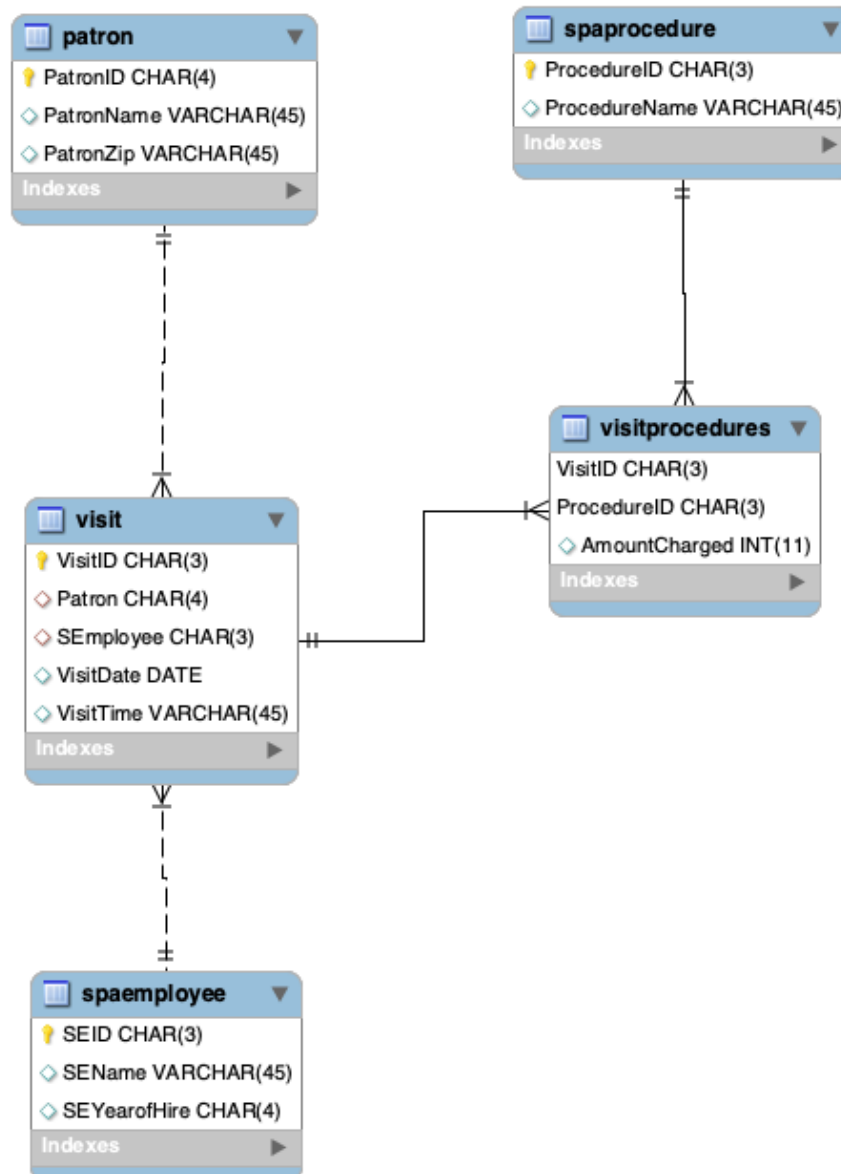 patron
PatronID CHAR(4)
PatronName VARCHAR(45)
PatronZip VARCHAR(45)
Indexes
spaprocedure
ProcedureID CHAR(3)
ProcedureName VARCHAR(45)
Indexes
visitprocedures
VisitID CHAR(3)
ProcedureID CHAR(3)
AmountCharged INT(11)
Indexes
visit
VisitID CHAR(3)
Patron CHAR(4)
SEmployee CHAR(3)
VisitDate DATE
VisitTime VARCHAR(45)
Indexes
spaemployee
SEID CHAR(3)
SEName VARCHAR(45)
SEYearofHire CHAR(4)
Indexes